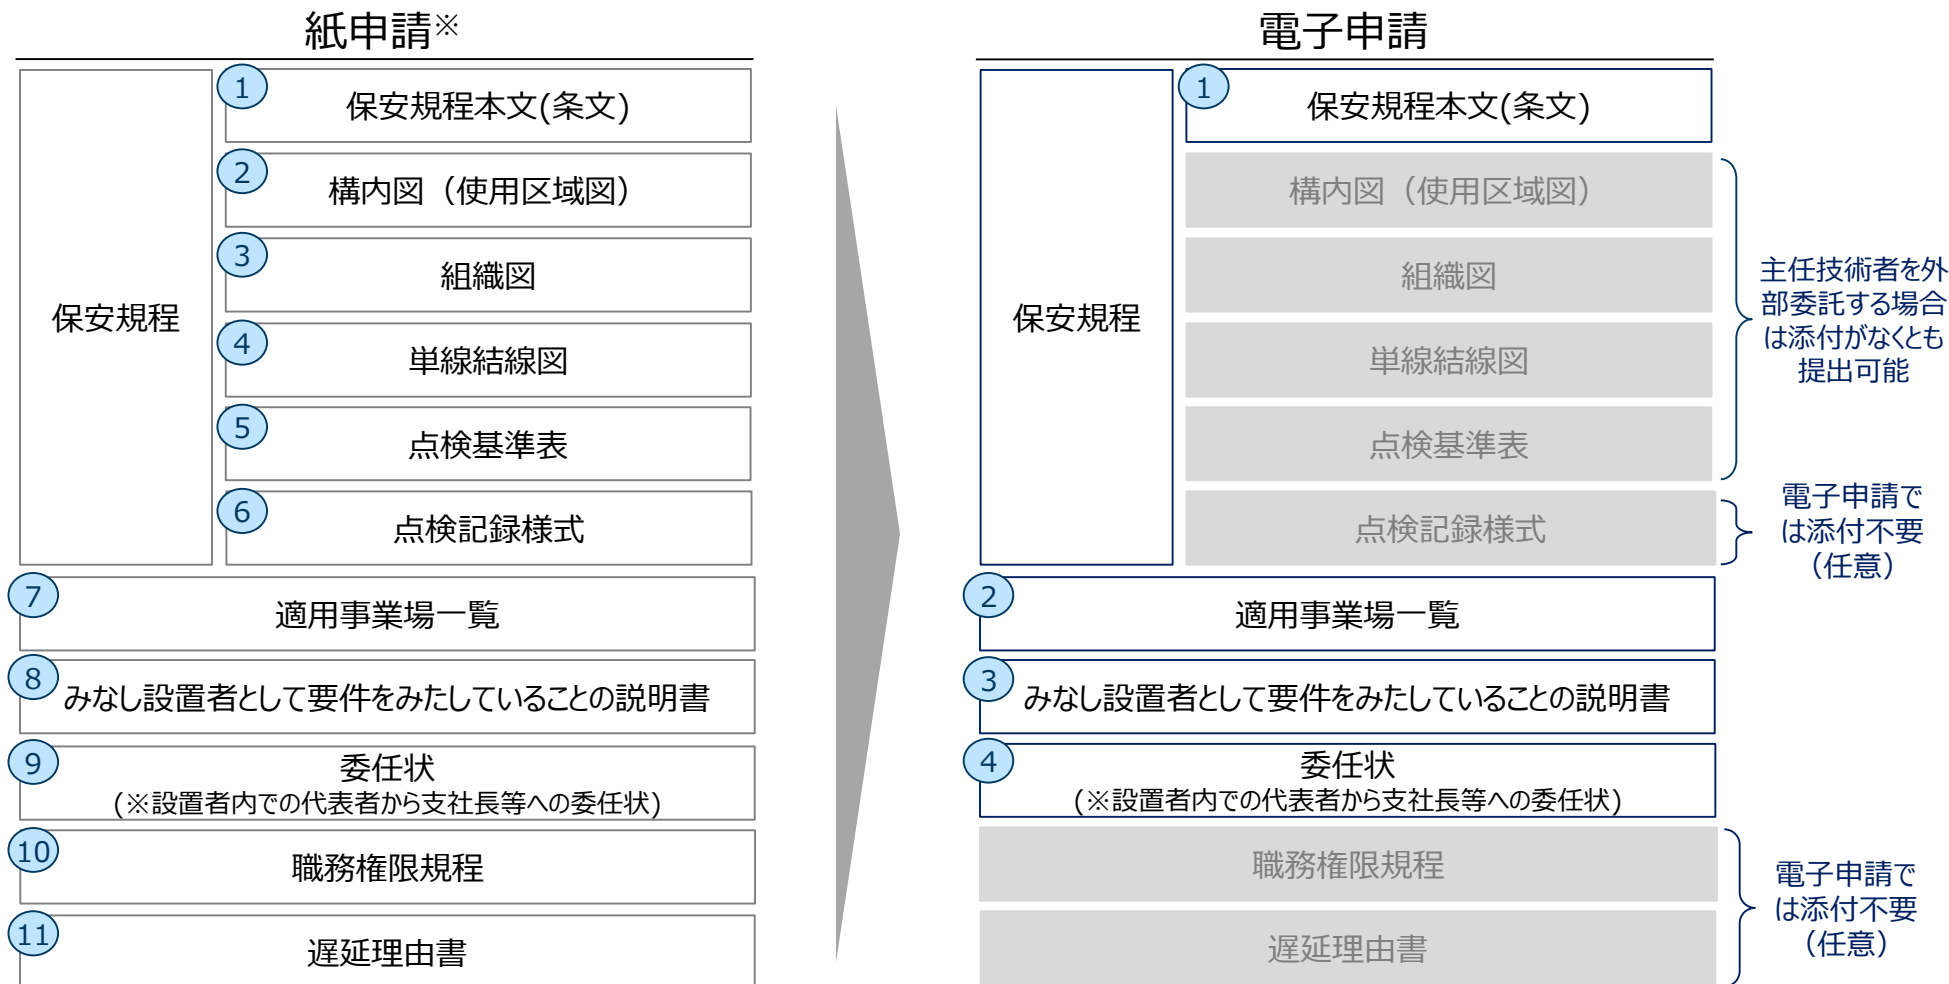 紙申請※
保安規程
1
保安規程本文(条文)
2
構内図（使用区域図）
3
組織図
4
単線結線図
5
点検基準表
6
点検記録様式
7
適用事業場一覧
8
みなし設置者として要件をみたしていることの説明書
9
委任状
(※設置者内での代表者から支社長等への委任状)
10
職務権限規程
11
遅延理由書
電子申請
保安規程
1
保安規程本文(条文)
構内図（使用区域図）
組織図
単線結線図
点検基準表
主任技術者を外
部委託する場合
は添付がなくとも
提出可能
点検記録様式
電子申請で
は添付不要
（任意）
2
適用事業場一覧
3
みなし設置者として要件をみたしていることの説明書
4
委任状
(※設置者内での代表者から支社長等への委任状)
職務権限規程
遅延理由書
電子申請で
は添付不要
（任意）